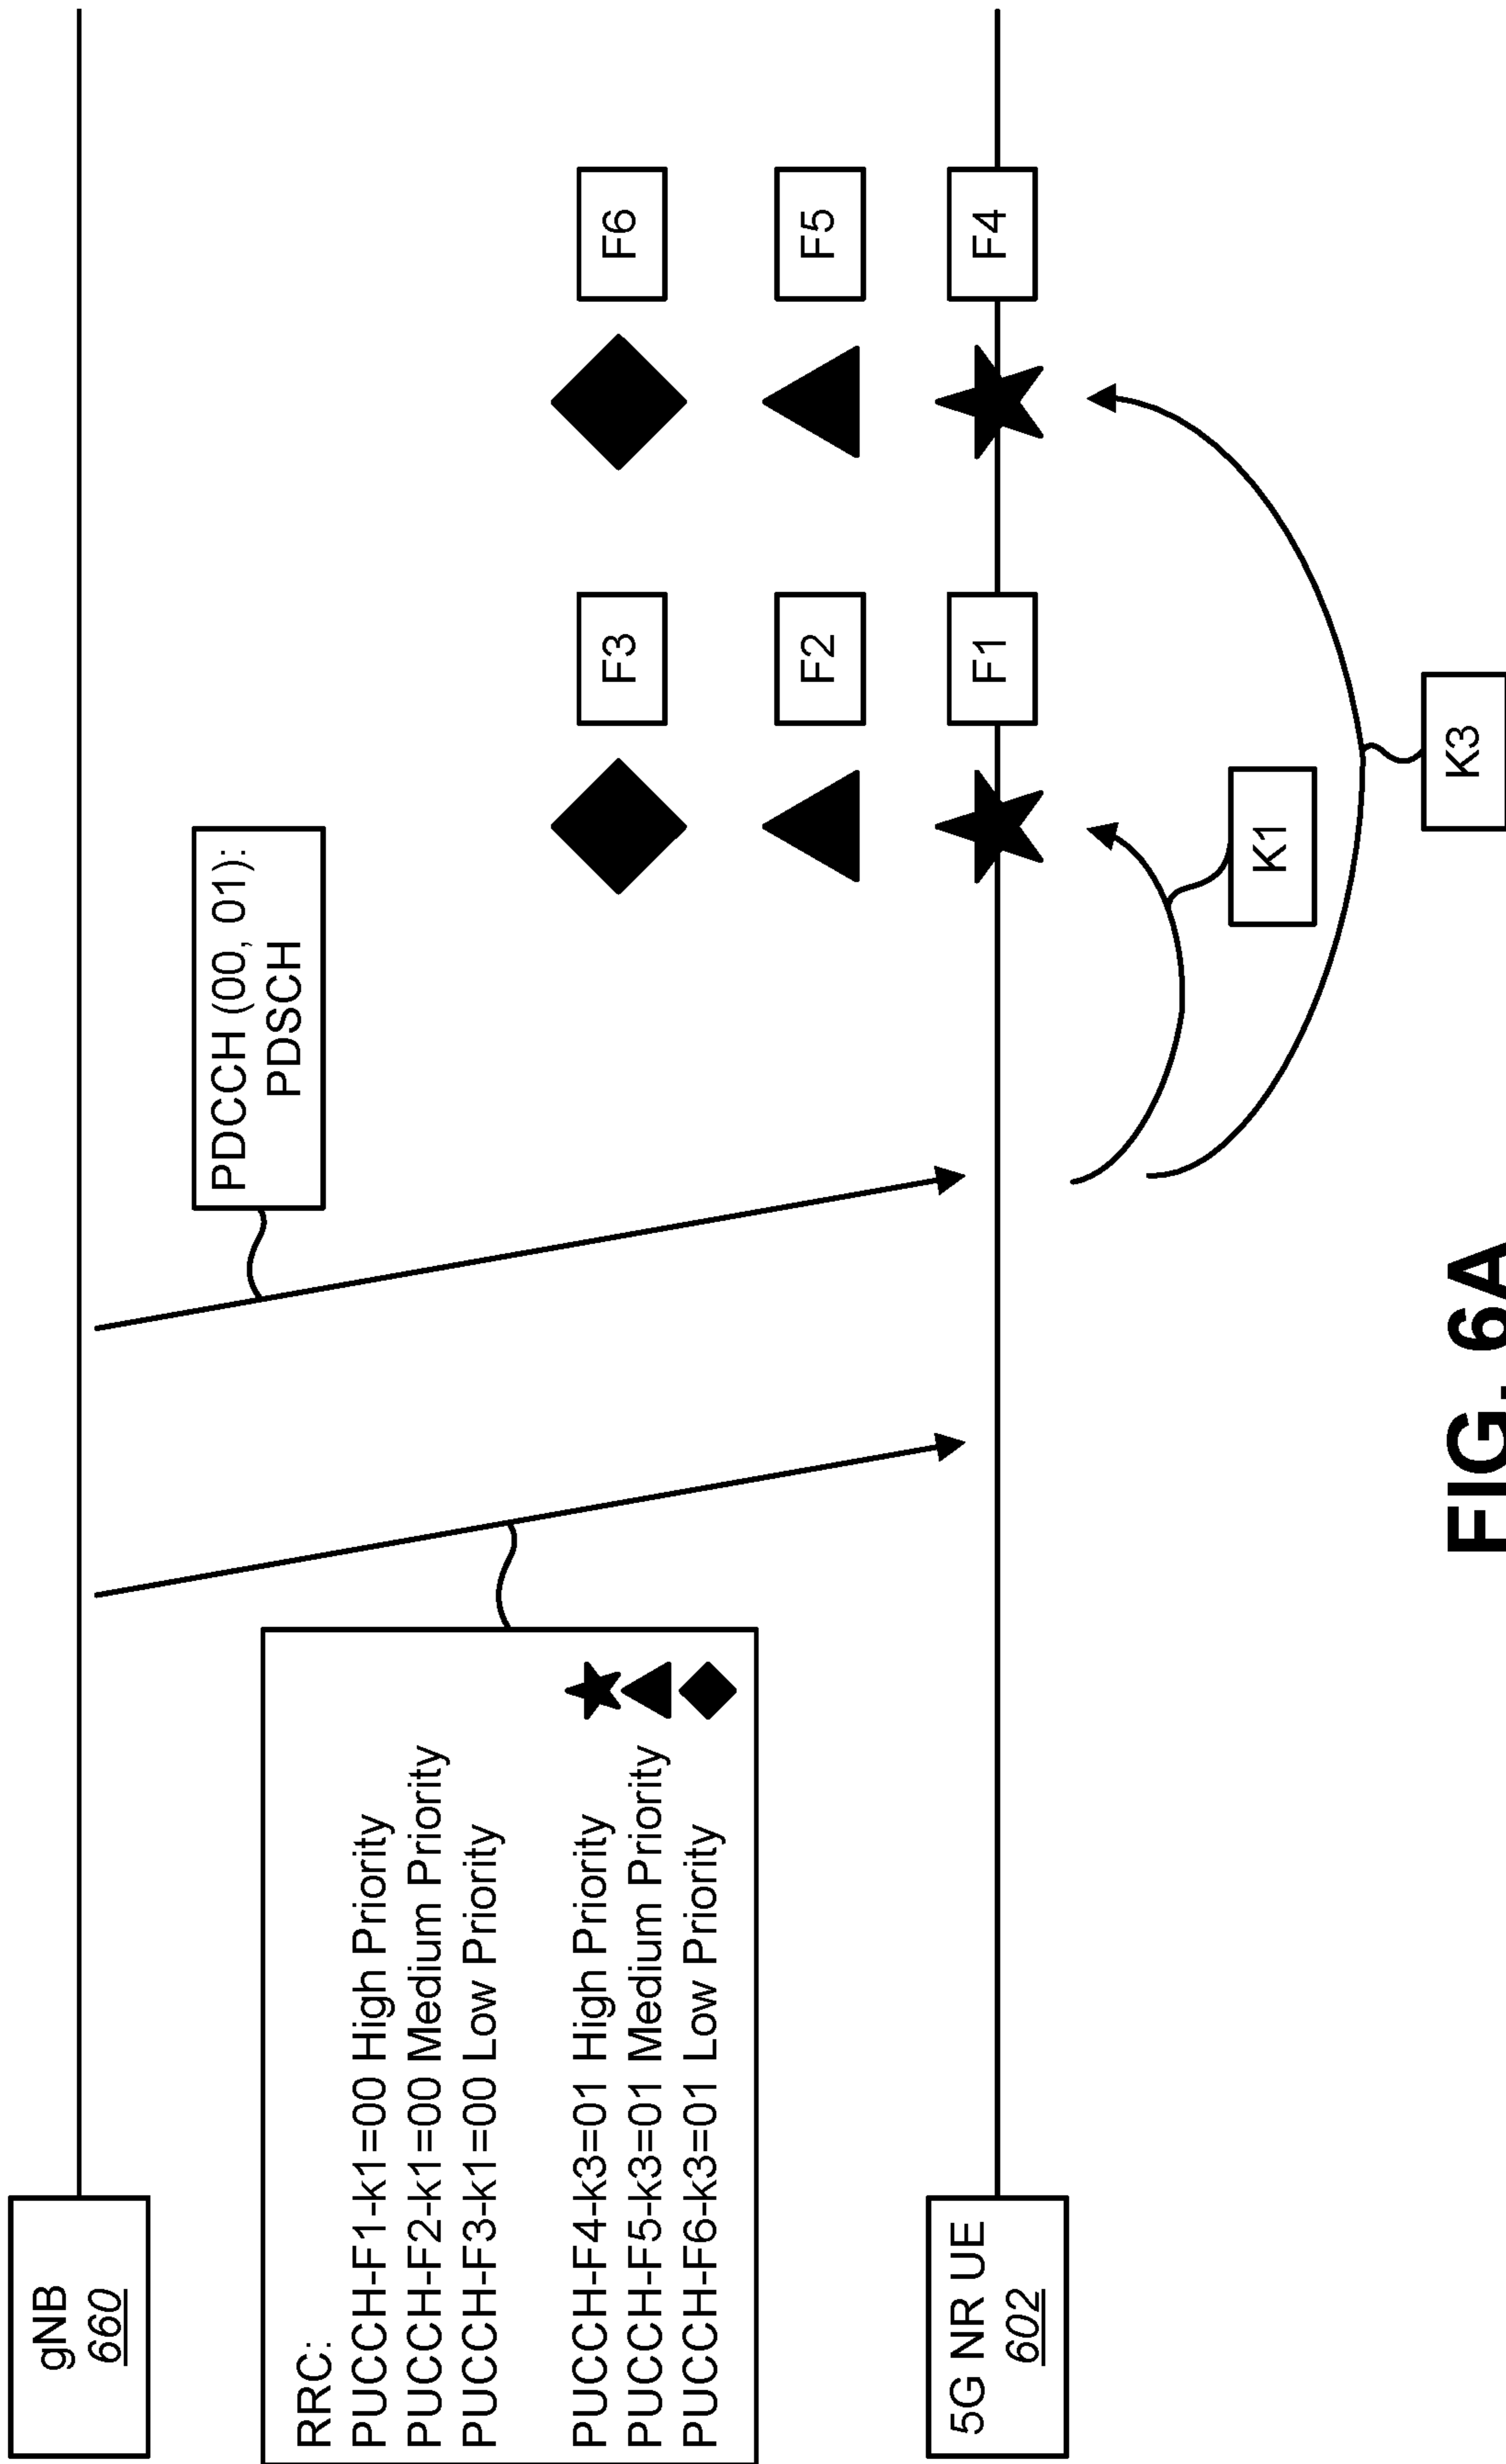 gNB
660
PDCCH (00, 01):
PDSCH
RRC:
PUCCH-F1-k1=00 High Priority
PUCCH-F2-k1=00 Medium Priority
PUCCH-F3-k1=00 Low Priority
PUCCH-F4-k3=01 High Priority
PUCCH-F5-k3=01 Medium Priority
PUCCH-F6-k3=01 Low Priority
F3
F6
F2
F5
5G NR UE
602
F1
F4
K1
K3
FIG. 6A